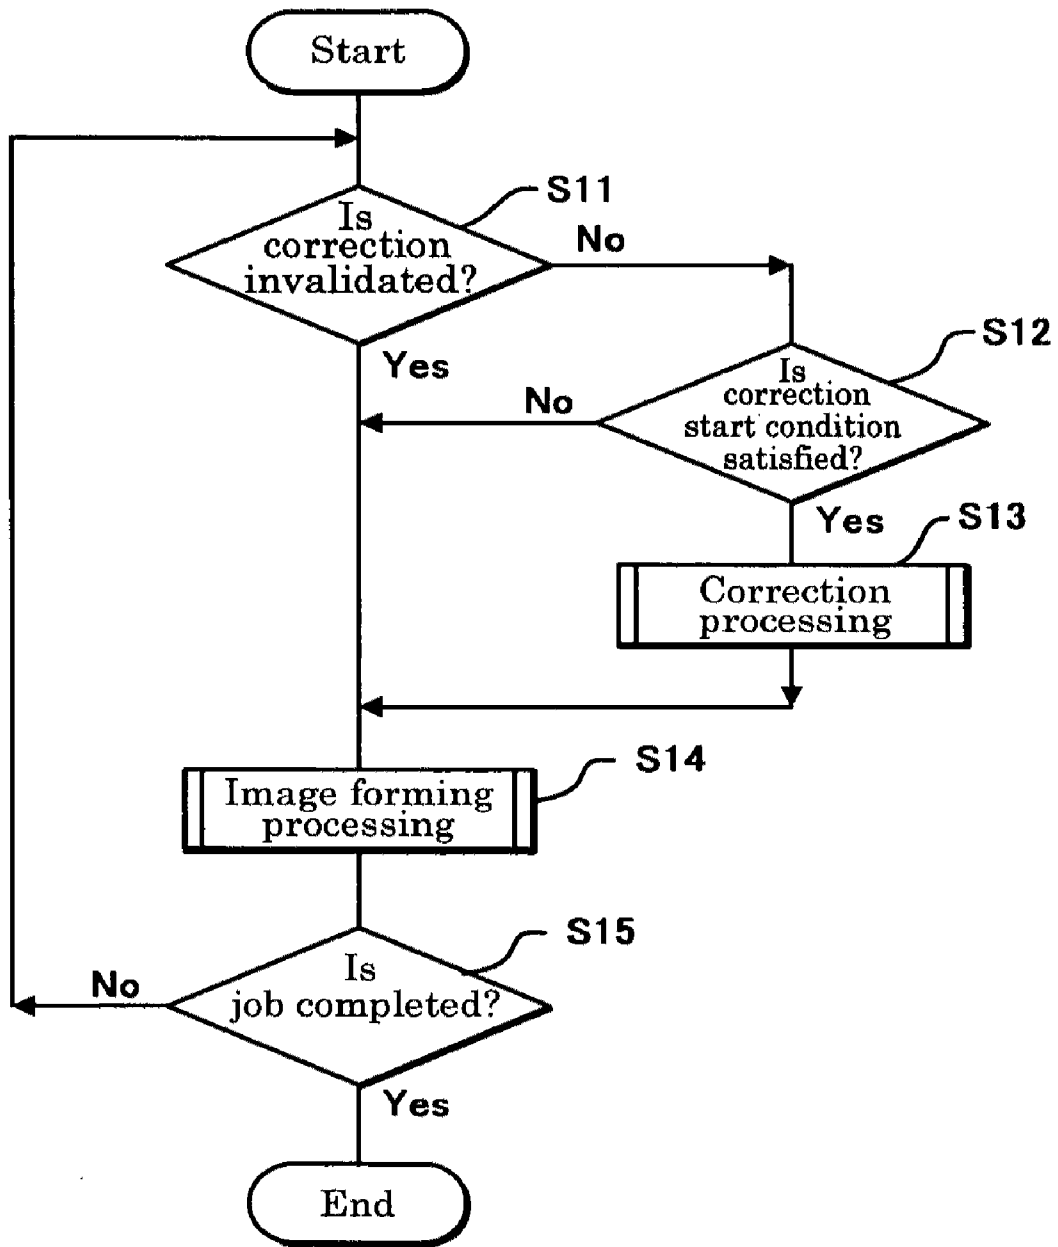 Start
S11
Is
correction
invalidated?
No
Yes
S12
Is
correction
start condition
satisfied?
No
Yes
S13
Correction
processing
S14
Image forming
processing
S15
Is
job completed?
No
Yes
End